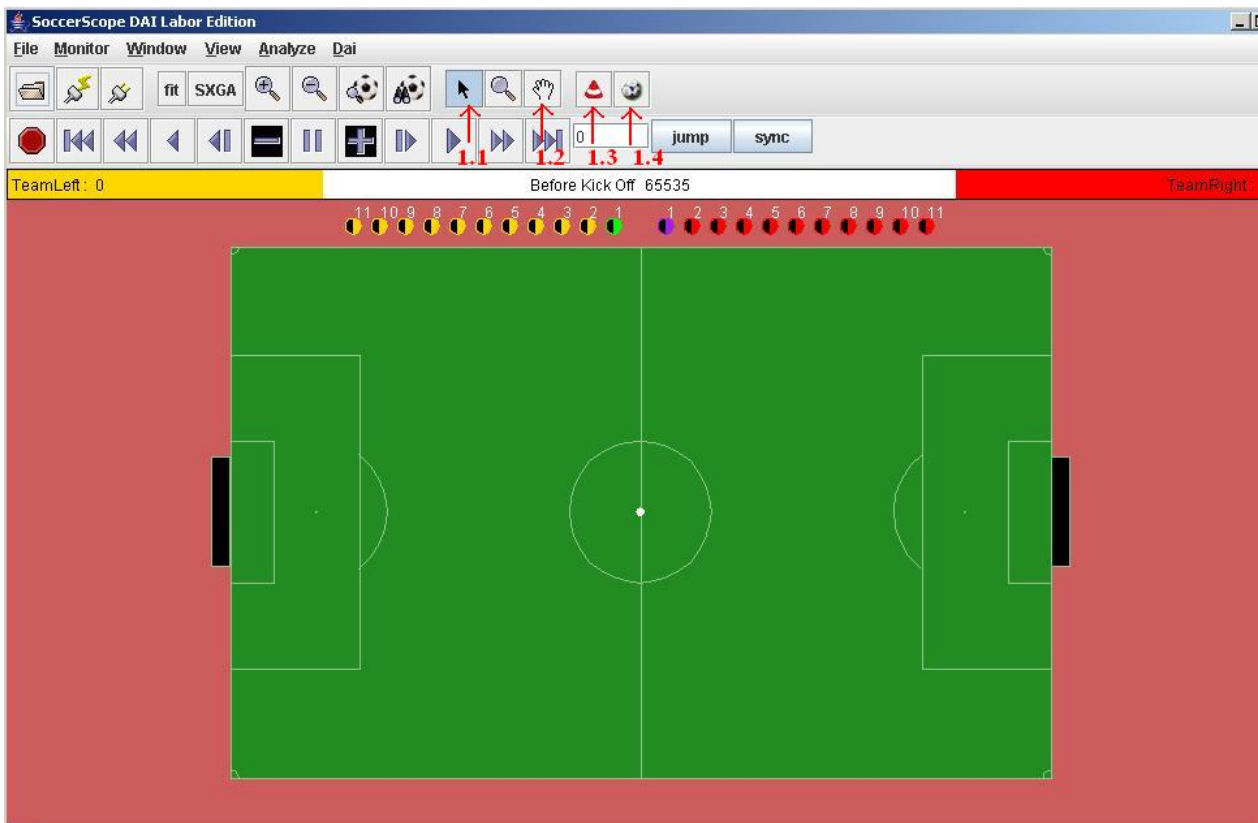 SoccerScope DAI Labor Edition
File Monitor Window View Analyze Dai
fit SXGA
0 jump sync
1.1 1.2 1.3 1.4
TeamLeft : 0 Before Kick Off 65535 TeamRight
11 10 9 8 7 6 5 4 3 2 1 1 2 3 4 5 6 7 8 9 10 11